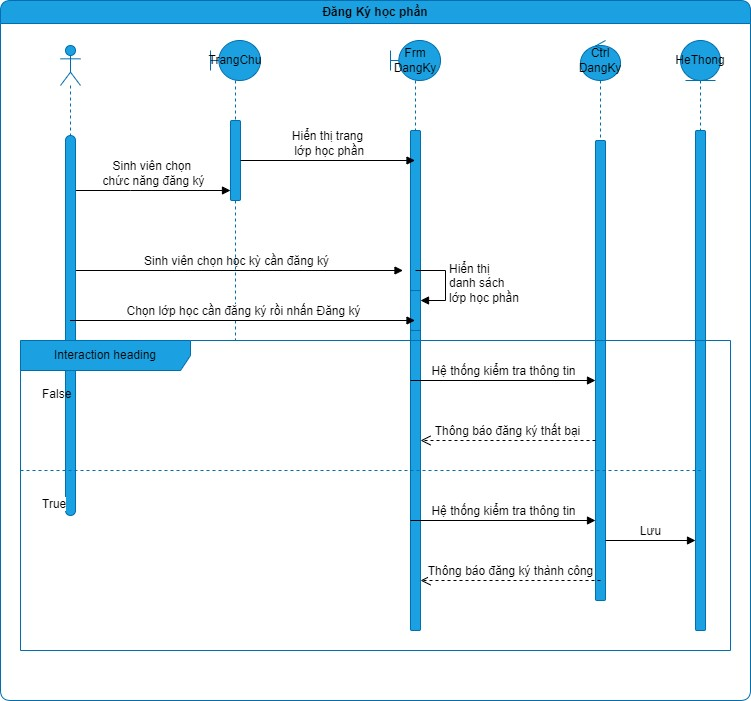 Đăng Ký học phần
TrangChu
Frm
DangKy
Ctrl
DangKy
HeThong
Hiển thị trang
lớp học phần
Sinh viên chọn
chức năng đăng ký
Sinh viên chọn học kỳ cần đăng ký
Hiển thị
danh sách
lớp học phần
Chọn lớp học cần đăng ký rồi nhấn Đăng ký
Interaction heading
Hệ thống kiểm tra thông tin
False
Thông báo đăng ký thất bại
True
Hệ thống kiểm tra thông tin
Lưu
Thông báo đăng ký thành công